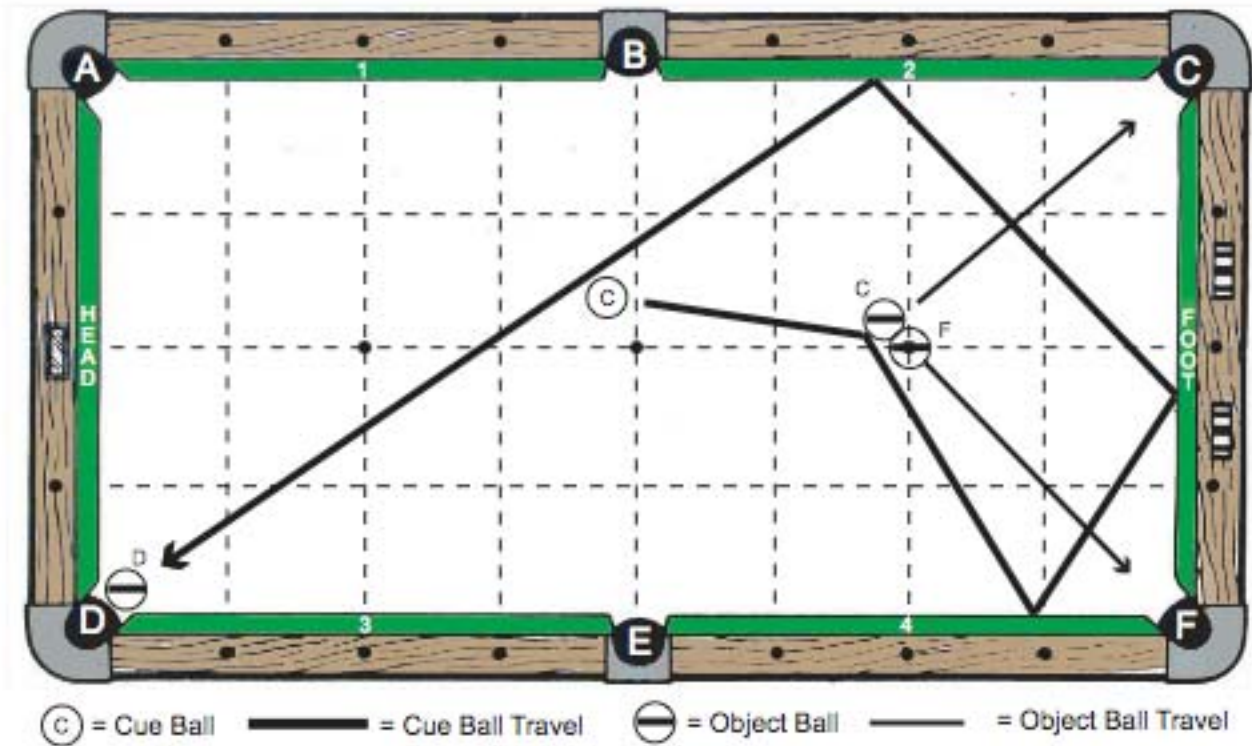 A
B
C
1
2
C
C
F
HEAD
FOOT
D
D
3
E
4
F
C = Cue Ball = Cue Ball Travel = Object Ball = Object Ball Travel